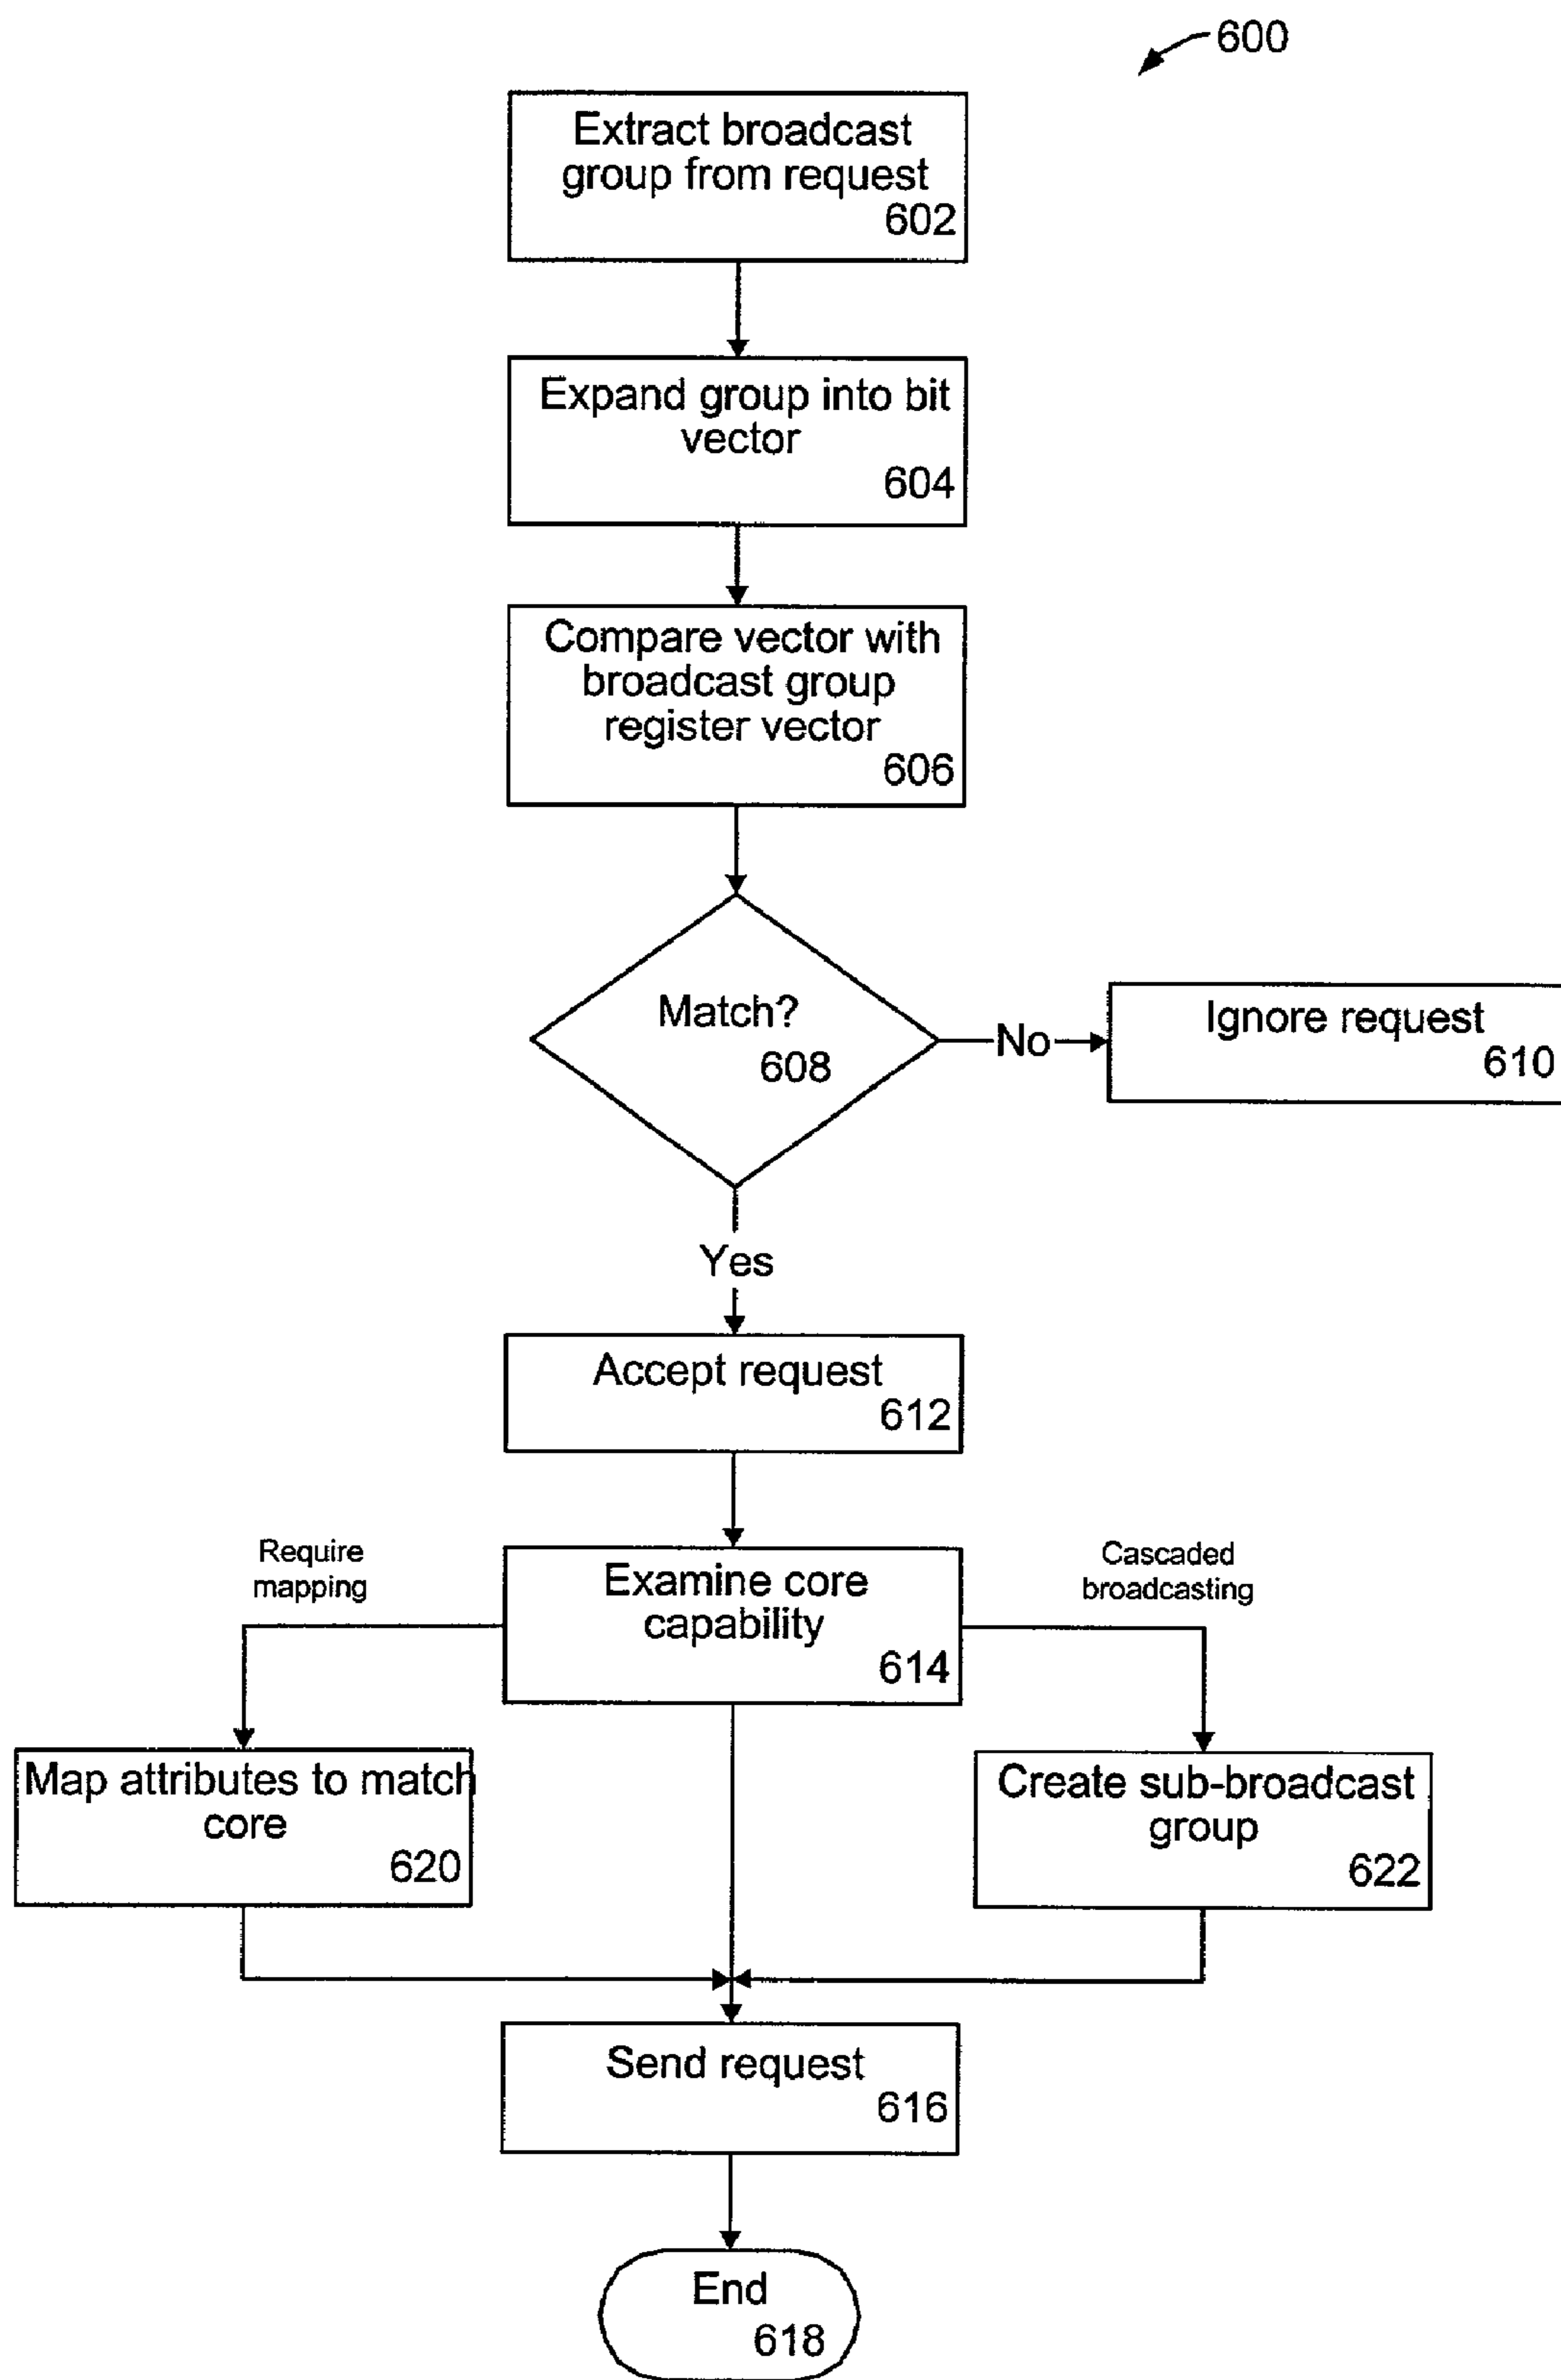 600
Extract broadcast
group from request
602
Expand group into bit
vector
604
Compare vector with
broadcast group
register vector
606
Match?
608
No
Ignore request
610
Yes
Accept request
612
Require
mapping
Examine core
capability
614
Cascaded
broadcasting
Map attributes to match
core
620
Create sub-broadcast
group
622
Send request
616
End
618